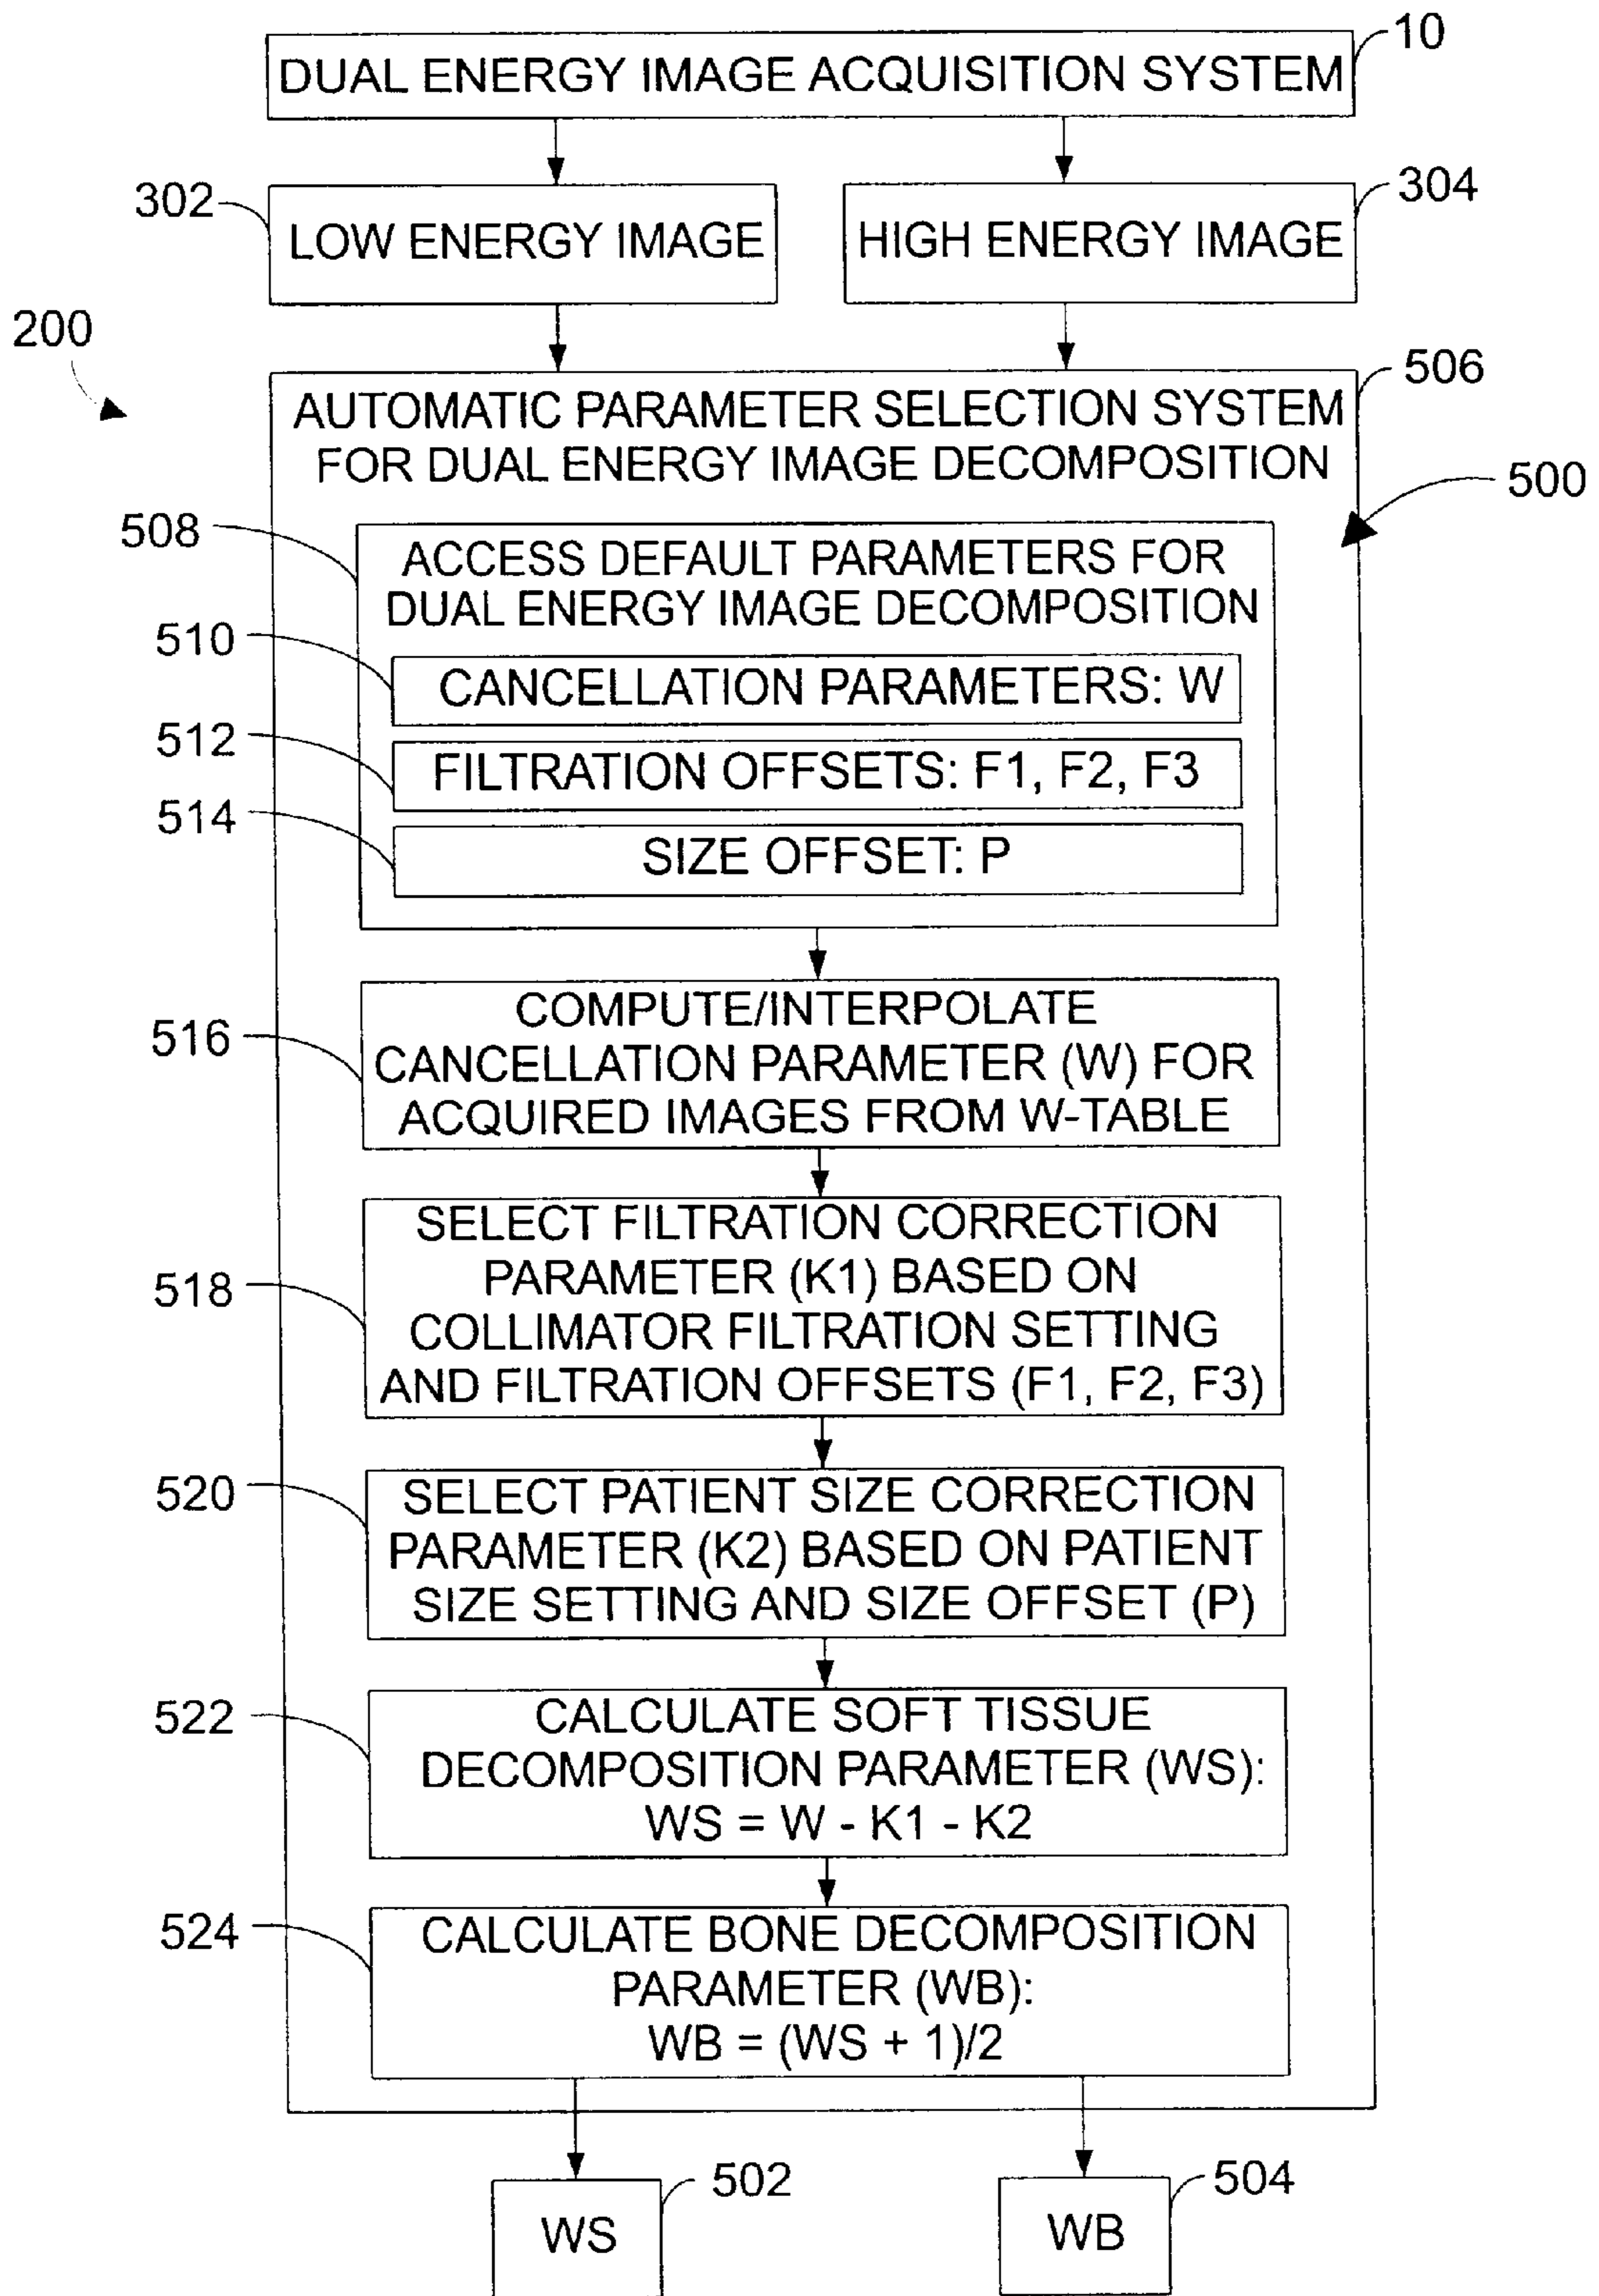 10
DUAL ENERGY IMAGE ACQUISITION SYSTEM
302
304
LOW ENERGY IMAGE
HIGH ENERGY IMAGE
200
506
AUTOMATIC PARAMETER SELECTION SYSTEM
FOR DUAL ENERGY IMAGE DECOMPOSITION
500
508
ACCESS DEFAULT PARAMETERS FOR
DUAL ENERGY IMAGE DECOMPOSITION
510
CANCELLATION PARAMETERS: W
512
FILTRATION OFFSETS: F1, F2, F3
514
SIZE OFFSET: P
516
COMPUTE/INTERPOLATE
CANCELLATION PARAMETER (W) FOR
ACQUIRED IMAGES FROM W-TABLE
518
SELECT FILTRATION CORRECTION
PARAMETER (K1) BASED ON
COLLIMATOR FILTRATION SETTING
AND FILTRATION OFFSETS (F1, F2, F3)
520
SELECT PATIENT SIZE CORRECTION
PARAMETER (K2) BASED ON PATIENT
SIZE SETTING AND SIZE OFFSET (P)
522
CALCULATE SOFT TISSUE
DECOMPOSITION PARAMETER (WS):
WS = W - K1 - K2
524
CALCULATE BONE DECOMPOSITION
PARAMETER (WB):
WB = (WS + 1)/2
502
504
WS
WB